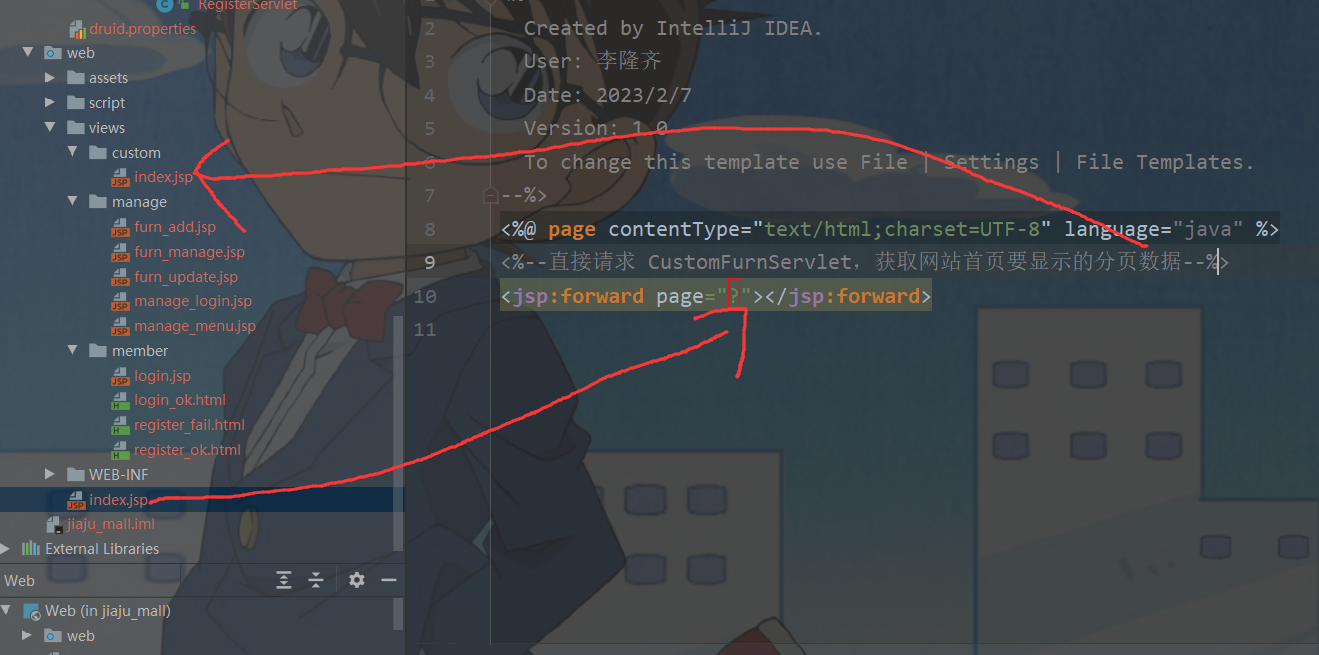 RegisterServlet
druid.properties
web
assets
script
views
custom
index.jsp
manage
furn_add.jsp
furn_manage.jsp
furn_update.jsp
manage_login.jsp
manage_menu.jsp
member
login.jsp
login_ok.html
register_fail.html
register_ok.html
WEB-INF
index.jsp
jiaju_mall.iml
External Libraries
Web
Web (in jiaju_mall)
web
2 Created by IntelliJ IDEA.
3 User: 李隆齐
4 Date: 2023/2/7
5 Version: 1.0
6 To change this template use File | Settings | File Templates.
7 --%>
8 <%@ page contentType="text/html;charset=UTF-8" language="java" %>
9 <%--直接请求 CustomFurnServlet，获取网站首页要显示的分页数据--%>
10 <jsp:forward page="?"></jsp:forward>
11